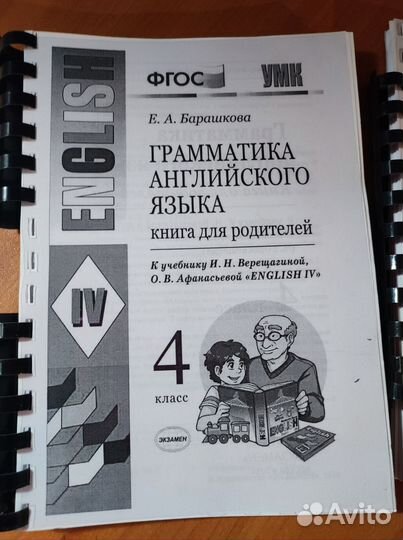 ENGLISH
IV
ФГОС
УМК
Е. А. Барашкова
ГРАММАТИКА
АНГЛИЙСКОГО
ЯЗЫКА
книга для родителей
К учебнику И. Н. Верещагиной,
О. В. Афанасьевой «ENGLISH IV»
4
класс
ENGLISH
ЭКЗАМЕН
Avito